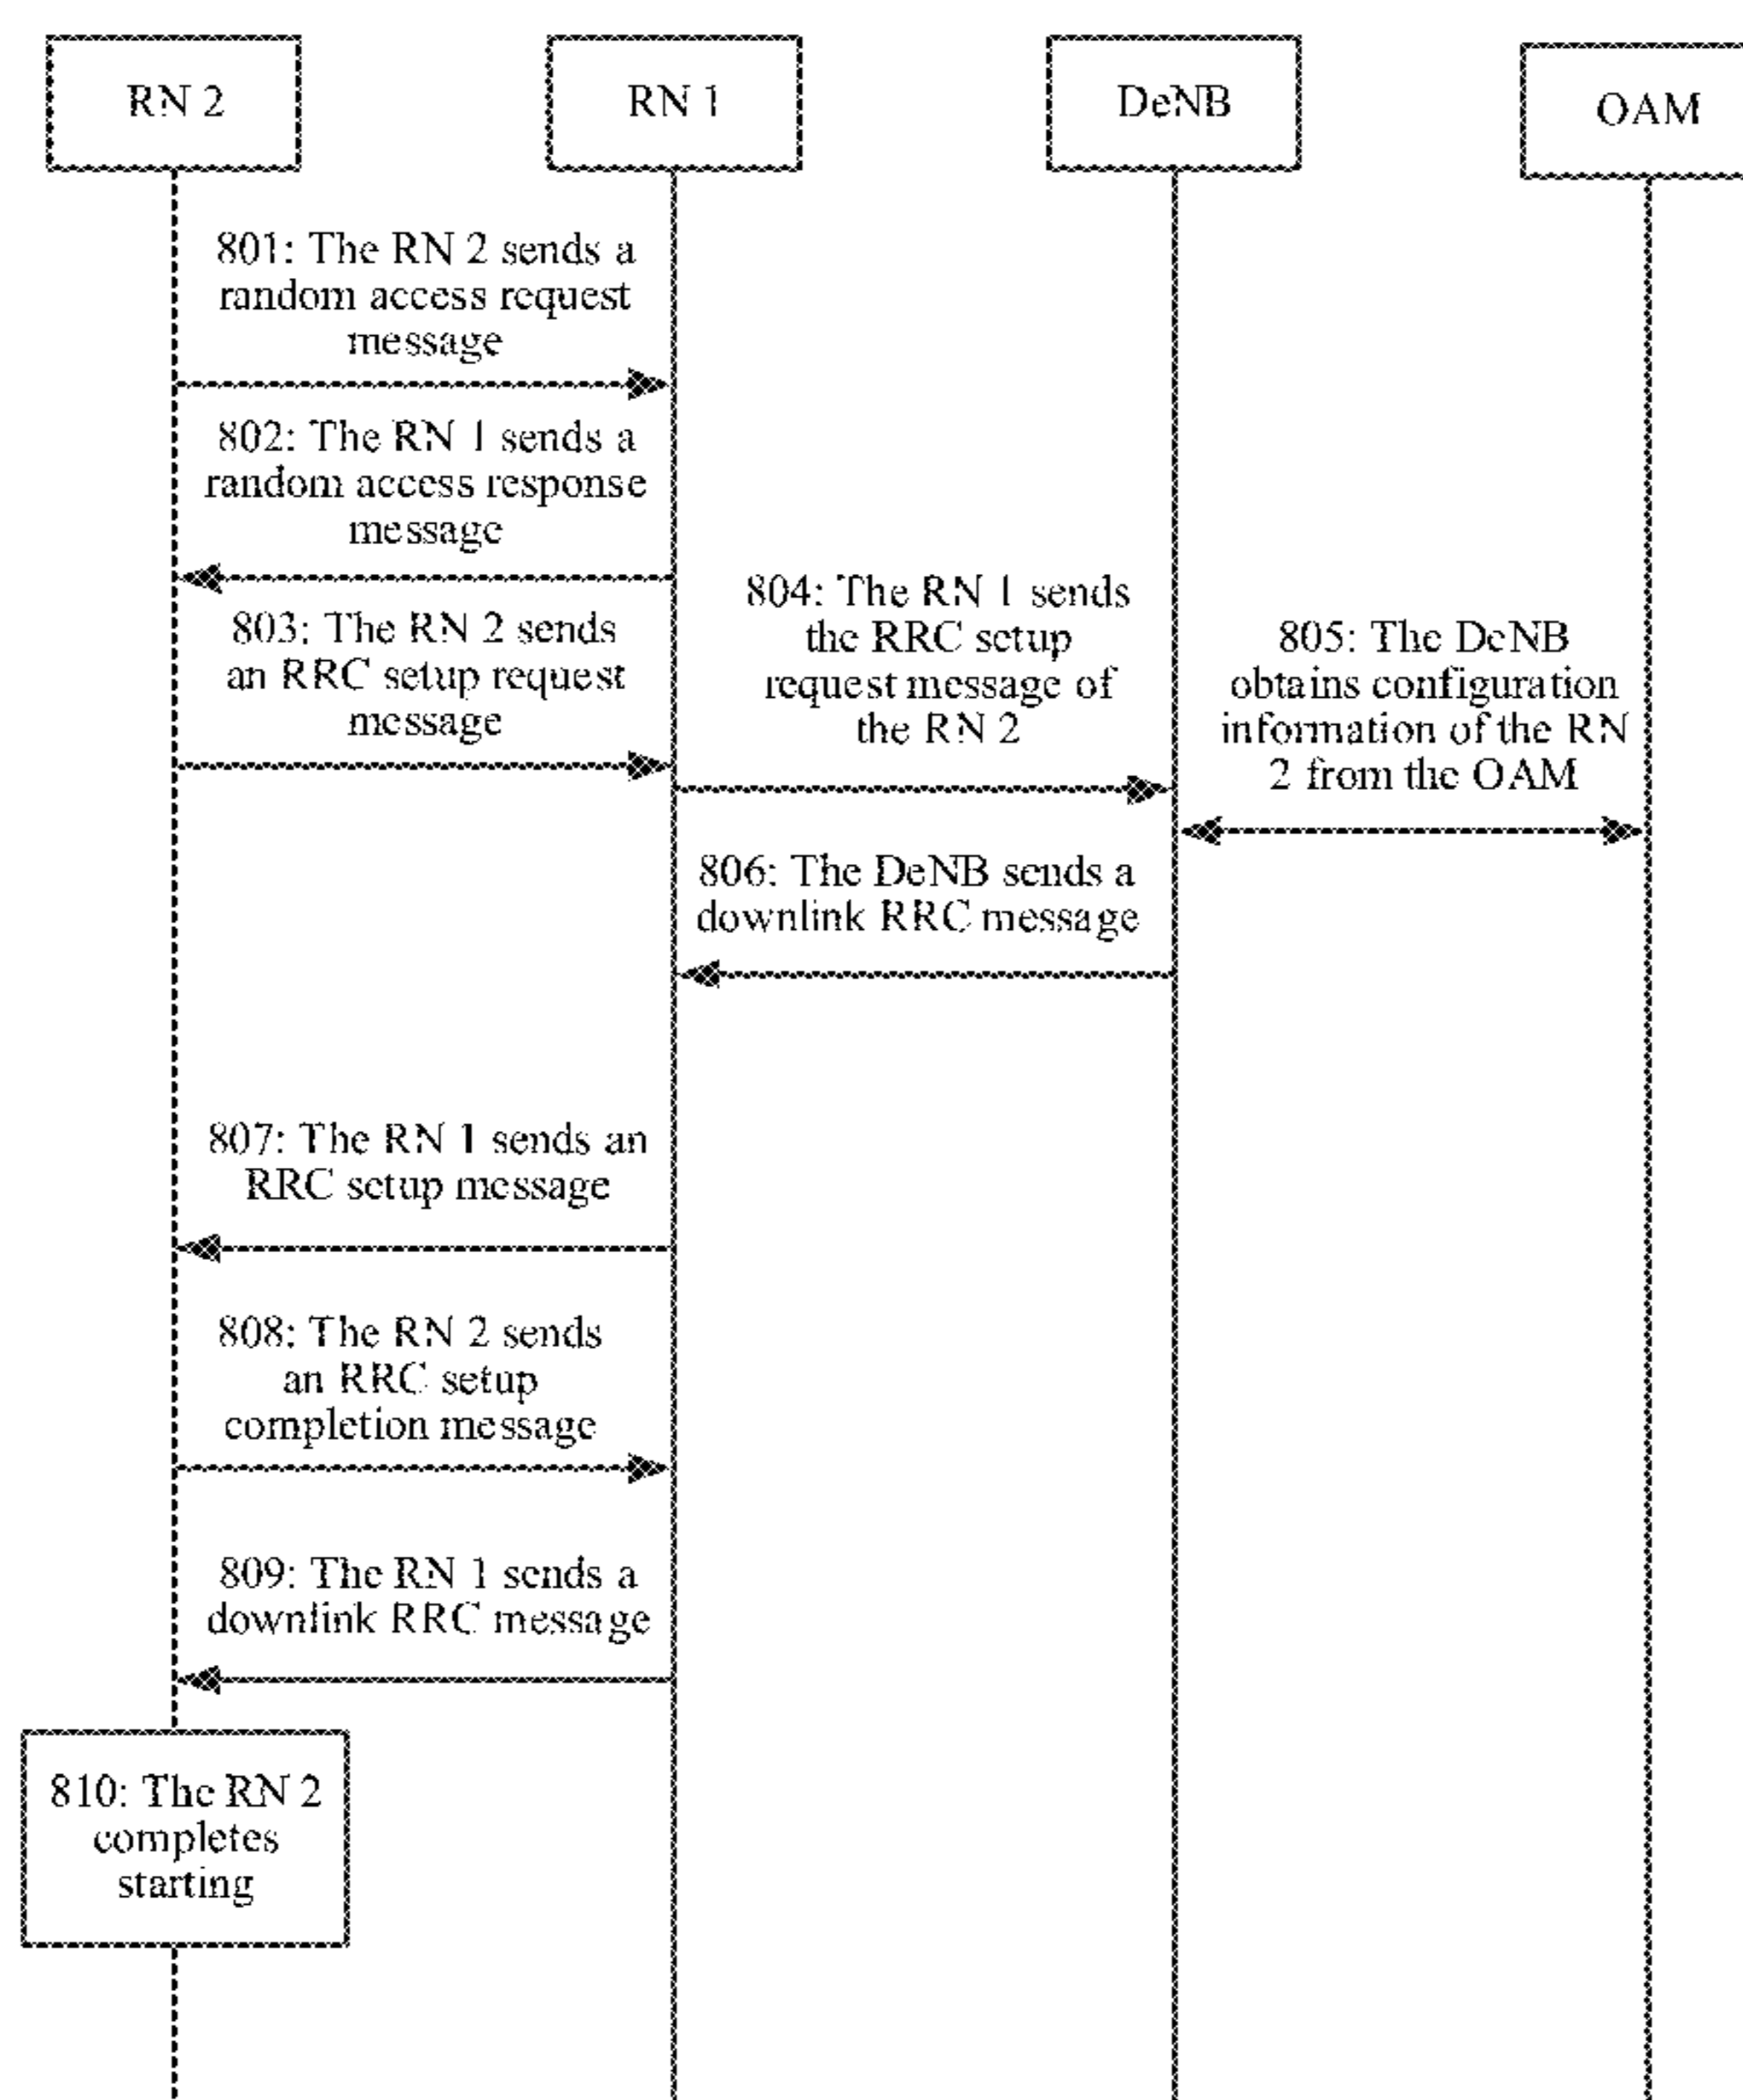 RN 2
RN 1
DeNB
OAM
801: The RN 2 sends a
random access request
message
802: The RN 1 sends a
random access response
message
803: The RN 2 sends
an RRC setup request
message
804: The RN 1 sends
the RRC setup
request message of
the RN 2
805: The DeNB
obtains configuration
information of the RN
2 from the OAM
806: The DeNB sends a
downlink RRC message
807: The RN 1 sends an
RRC setup message
808: The RN 2 sends
an RRC setup
completion message
809: The RN 1 sends a
downlink RRC message
810: The RN 2
completes
starting